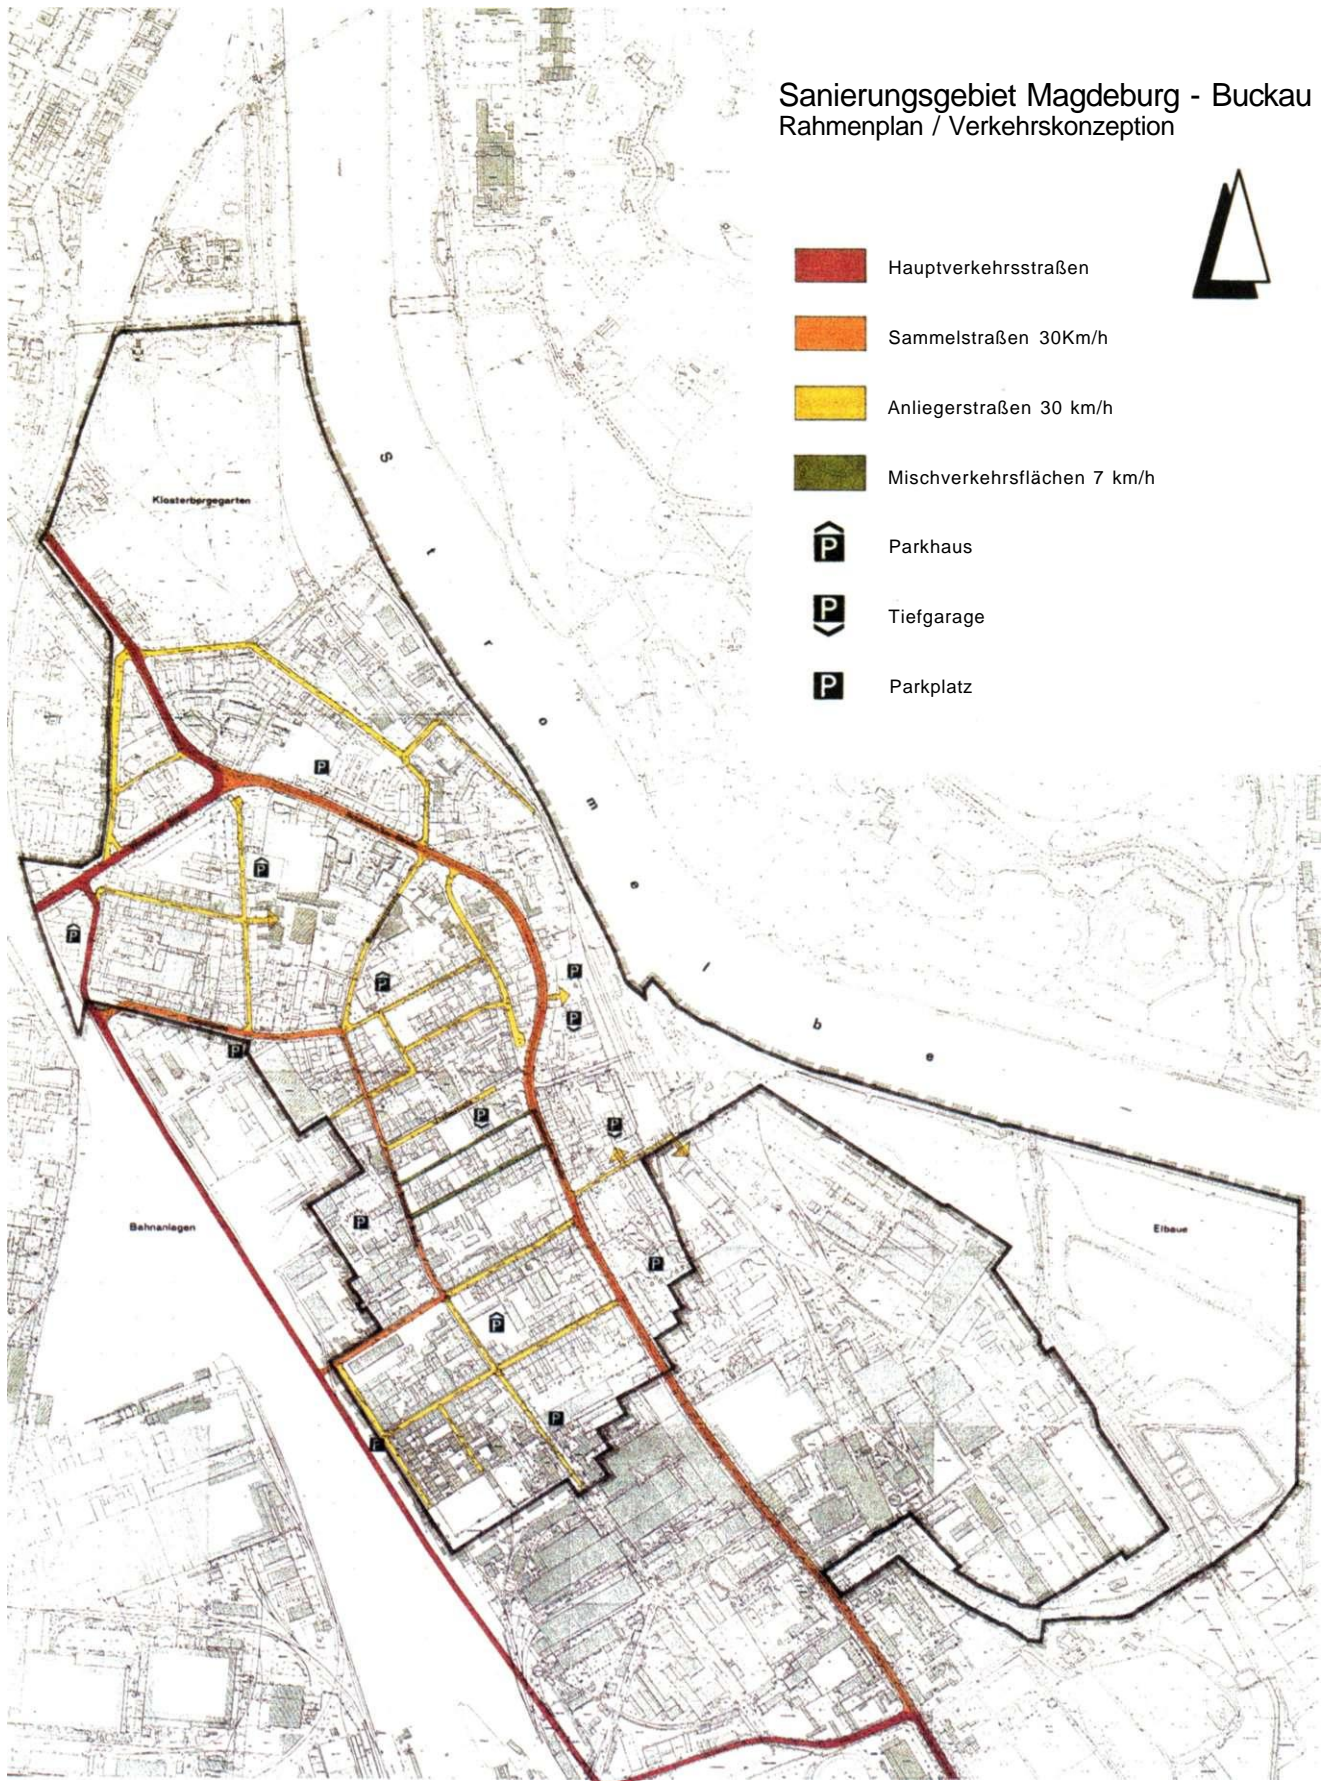 Sanierungsgebiet Magdeburg - Buckau
Rahmenplan / Verkehrskonzeption
Hauptverkehrsstraßen
Sammelstraßen 30Km/h
Anliegerstraßen 30 km/h
Mischverkehrsflächen 7 km/h
P Parkhaus
P Tiefgarage
P Parkplatz
Klosterbergegarten
Stromelbe
P
P
P
P
P
P
P
P
P
P
Bahnanlagen
Elbaue
P
P
P
P
P